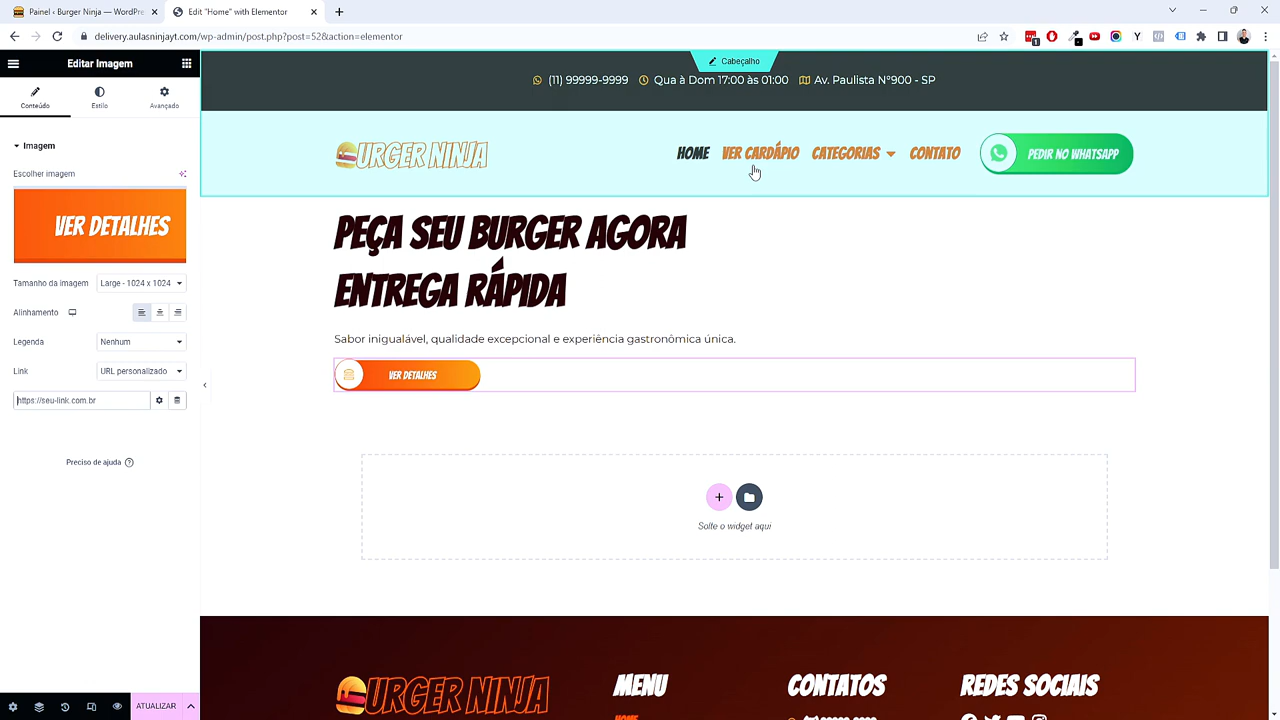 Painel ‹ Burger Ninja — WordPre
Edit "Home" with Elementor
delivery.aulasninjayt.com/wp-admin/post.php?post=52&action=elementor
Editar Imagem
Conteúdo
Estilo
Avançado
Imagem
Escolher imagem
VER DETALHES
Tamanho da imagem
Large - 1024 x 1024
Alinhamento
Legenda
Nenhum
Link
URL personalizado
https://seu-link.com.br
Preciso de ajuda
ATUALIZAR
Cabeçalho
(11) 99999-9999 Qua à Dom 17:00 às 01:00 Av. Paulista N°900 - SP
BURGER NINJA
HOME VER CARDÁPIO CATEGORIAS CONTATO
PEDIR NO WHATSAPP
PEÇA SEU BURGER AGORA
ENTREGA RÁPIDA
Sabor inigualável, qualidade excepcional e experiência gastronômica única.
VER DETALHES
Solte o widget aqui
BURGER NINJA
MENU
HOME
CONTATOS
REDES SOCIAIS